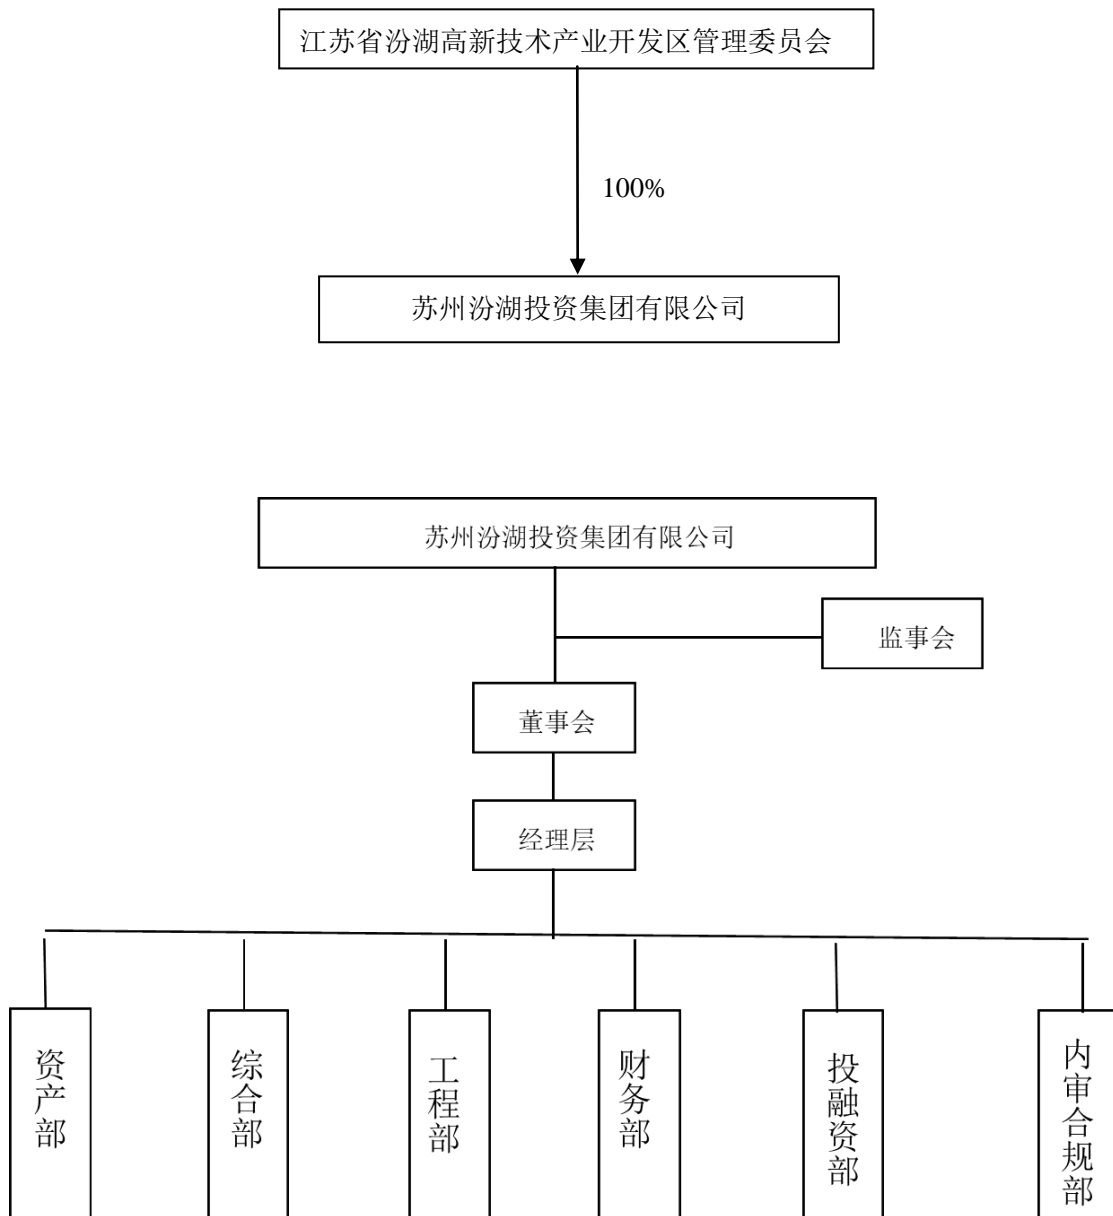 江苏省汾湖高新技术产业开发区管理委员会
100%
苏州汾湖投资集团有限公司
苏州汾湖投资集团有限公司
监事会
董事会
经理层
资产部
综合部
工程部
财务部
投融资部
内审合规部